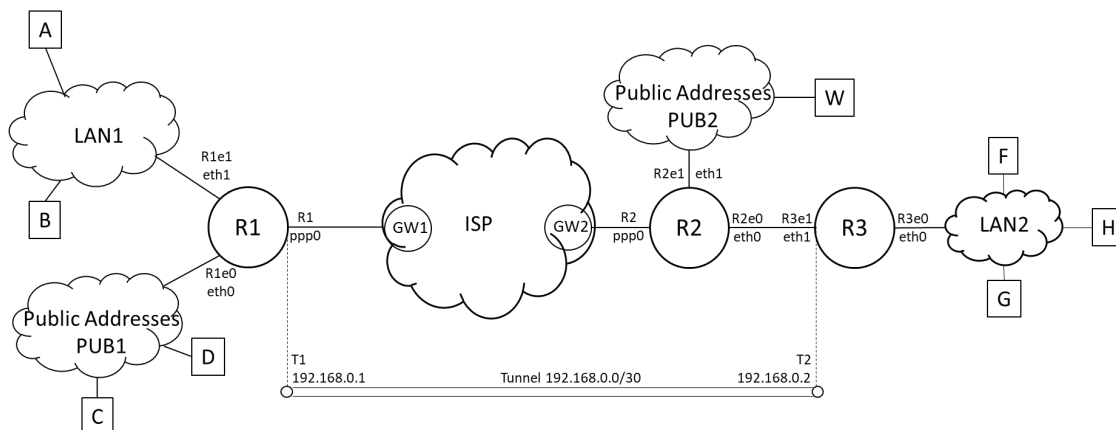 A
LAN1
B
R1e1
eth1
R1
R1
ppp0
R1e0
eth0
Public Addresses
PUB1
D
C
GW1
ISP
GW2
R2
ppp0
Public Addresses
PUB2
W
R2e1 eth1
R2
R2e0
eth0
R3e1
eth1
R3
R3e0
eth0
F
LAN2
H
G
T1
192.168.0.1
Tunnel 192.168.0.0/30
T2
192.168.0.2